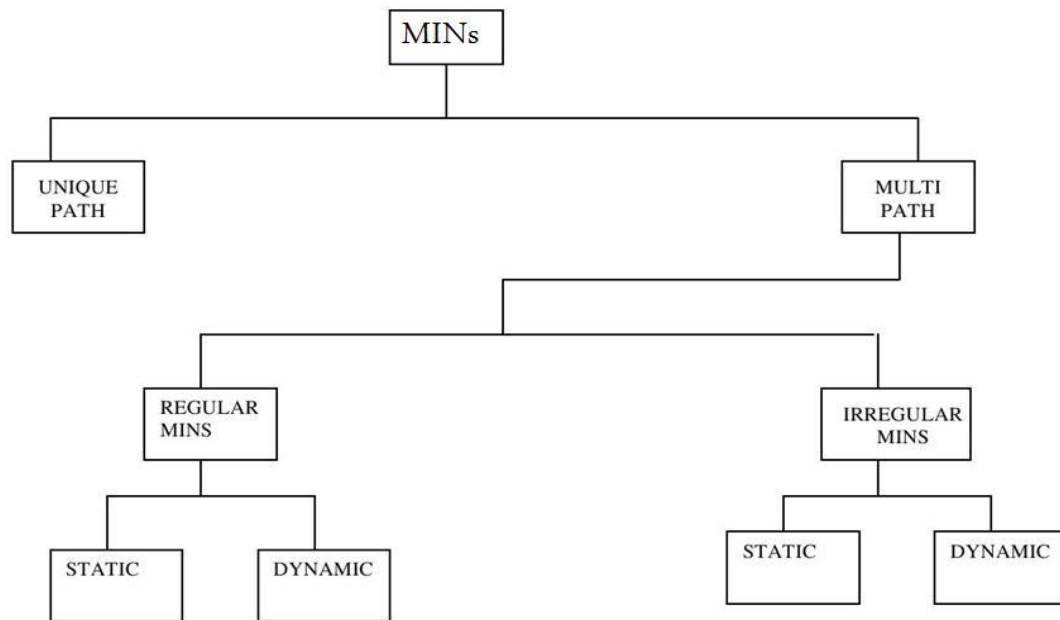 MINs
UNIQUE
PATH
MULTI
PATH
REGULAR
MINS
IRREGULAR
MINS
STATIC
DYNAMIC
STATIC
DYNAMIC